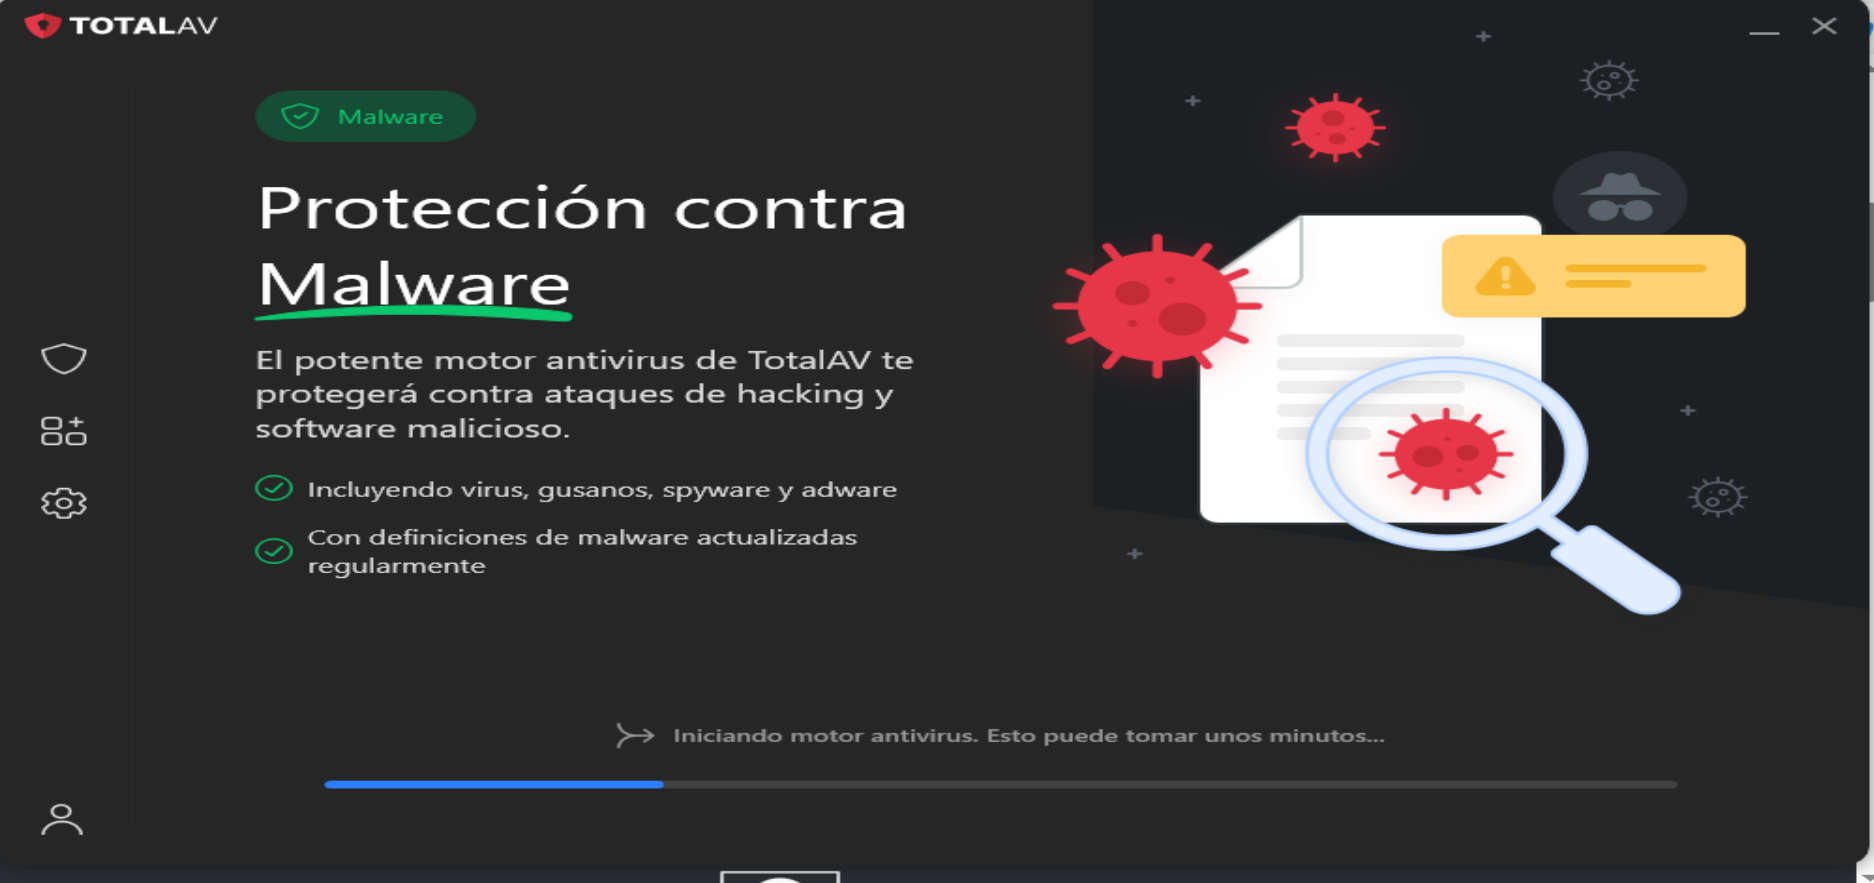 TOTALAV
Malware
Protección contra
Malware
El potente motor antivirus de TotalAV te
protegerá contra ataques de hacking y
software malicioso.
Incluyendo virus, gusanos, spyware y adware
Con definiciones de malware actualizadas
regularmente
Iniciando motor antivirus. Esto puede tomar unos minutos...